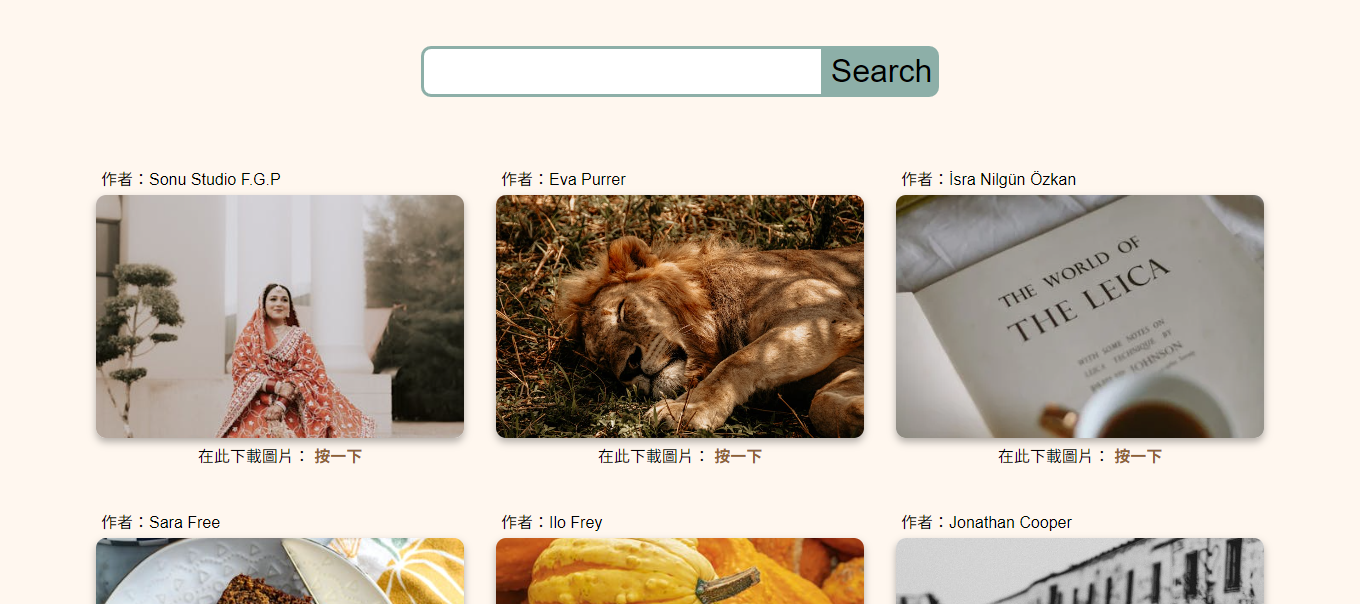 Search
作者：Sonu Studio F.G.P
作者：Eva Purrer
作者：İsra Nilgün Özkan
THE WORLD OF
THE LEICA
WITH SOME NOTES ON
LEICA TECHNIQUE BY
JOHNSON
在此下載圖片： 按一下
在此下載圖片： 按一下
在此下載圖片： 按一下
作者：Sara Free
作者：Ilo Frey
作者：Jonathan Cooper